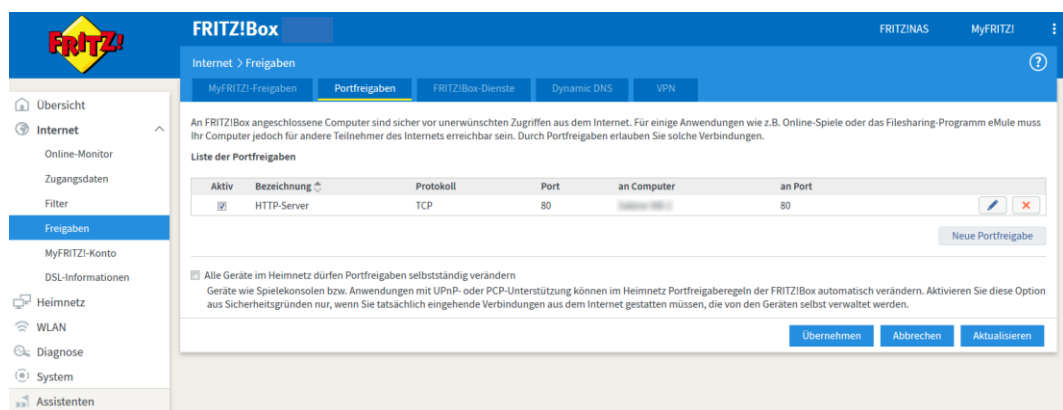 FRITZ!
FRITZ!Box
FRITZ!NAS
MyFRITZ!
Internet > Freigaben
MyFRITZ!-Freigaben
Portfreigaben
FRITZ!Box-Dienste
Dynamic DNS
VPN
Übersicht
Internet
Online-Monitor
Zugangsdaten
Filter
Freigaben
MyFRITZ!-Konto
DSL-Informationen
Heimnetz
WLAN
Diagnose
System
Assistenten
An FRITZ!Box angeschlossene Computer sind sicher vor unerwünschten Zugriffen aus dem Internet. Für einige Anwendungen wie z.B. Online-Spiele oder das Filesharing-Programm eMule muss
Ihr Computer jedoch für andere Teilnehmer des Internets erreichbar sein. Durch Portfreigaben erlauben Sie solche Verbindungen.
Liste der Portfreigaben
Aktiv Bezeichnung Protokoll Port an Computer an Port
HTTP-Server TCP 80 80
Neue Portfreigabe
Alle Geräte im Heimnetz dürfen Portfreigaben selbstständig verändern
Geräte wie Spielekonsolen bzw. Anwendungen mit UPnP- oder PCP-Unterstützung können im Heimnetz Portfreigaberegeln der FRITZ!Box automatisch verändern. Aktivieren Sie diese Option
aus Sicherheitsgründen nur, wenn Sie tatsächlich eingehende Verbindungen aus dem Internet gestatten müssen, die von den Geräten selbst verwaltet werden.
Übernehmen
Abbrechen
Aktualisieren